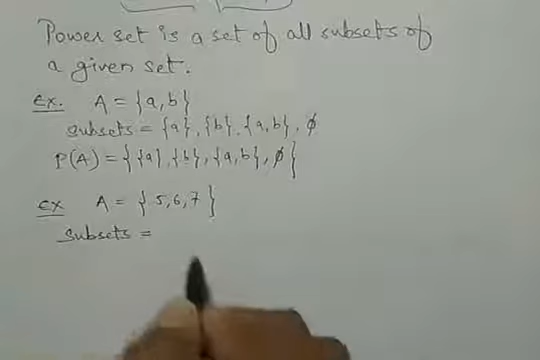 Power set is a set of all subsets of
a given set.
Ex. A = {a,b}
subsets = {a}, {b}, {a,b}, ϕ
P(A) = {{a},{b},{a,b},ϕ}
Ex A = {5,6,7}
Subsets =